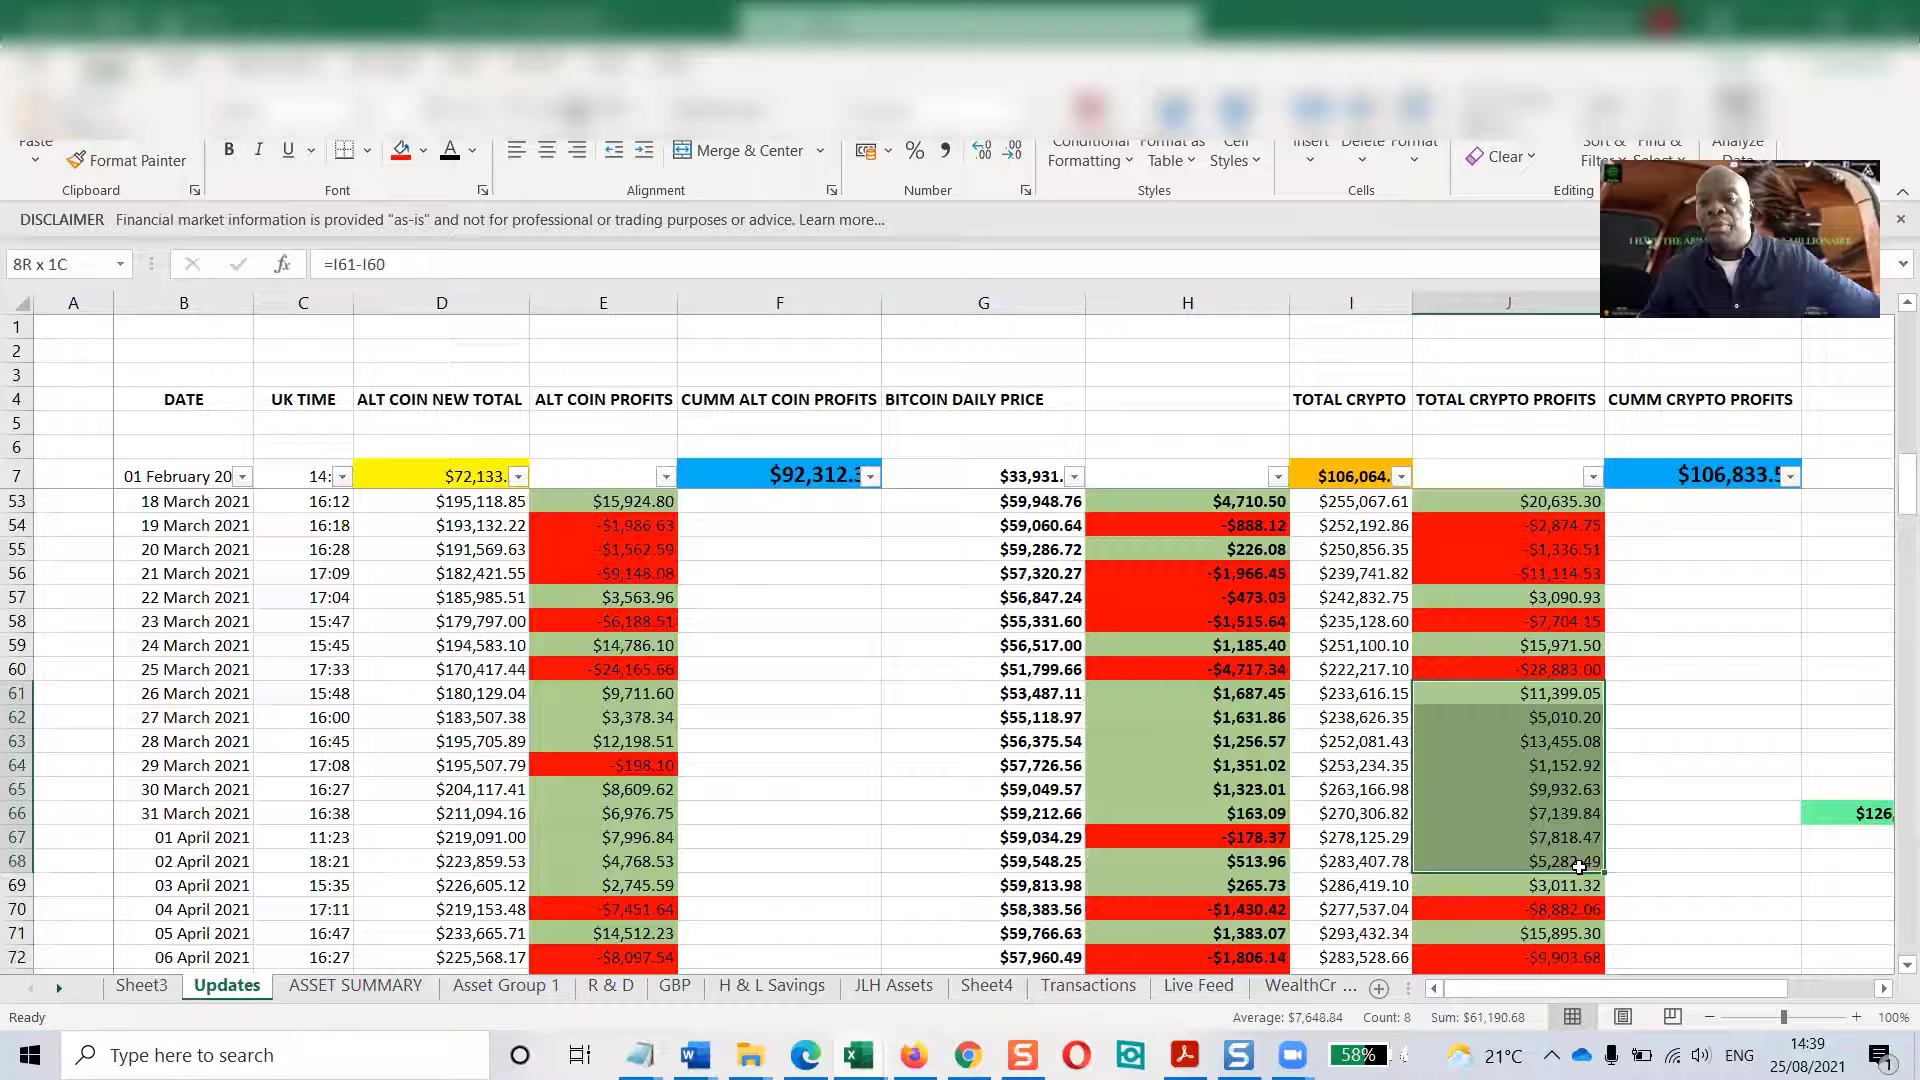 Paste
Format Painter
B I U A
Merge & Center
% , .00 .00
Conditional Formatting
Format as Table
Cell Styles
Insert Delete Format
Clear
Sort & Filter
Find & Select
Analyze Data
Clipboard Font Alignment Number Styles Cells Editing
DISCLAIMER Financial market information is provided "as-is" and not for professional or trading purposes or advice. Learn more...
8R x 1C fx =I61-I60
A B C D E F G H I J
1
2
3
4 DATE UK TIME ALT COIN NEW TOTAL ALT COIN PROFITS CUMM ALT COIN PROFITS BITCOIN DAILY PRICE TOTAL CRYPTO TOTAL CRYPTO PROFITS CUMM CRYPTO PROFITS
5
6
7 01 February 20 14: $72,133. $92,312. $33,931. $106,064. $106,833.
53 18 March 2021 16:12 $195,118.85 $15,924.80 $59,948.76 $4,710.50 $255,067.61 $20,635.30
54 19 March 2021 16:18 $193,132.22 -$1,986.63 $59,060.64 -$888.12 $252,192.86 -$2,874.75
55 20 March 2021 16:28 $191,569.63 -$1,562.59 $59,286.72 $226.08 $250,856.35 -$1,336.51
56 21 March 2021 17:09 $182,421.55 -$9,148.08 $57,320.27 -$1,966.45 $239,741.82 -$11,114.53
57 22 March 2021 17:04 $185,985.51 $3,563.96 $56,847.24 -$473.03 $242,832.75 $3,090.93
58 23 March 2021 15:47 $179,797.00 -$6,188.51 $55,331.60 -$1,515.64 $235,128.60 -$7,704.15
59 24 March 2021 15:45 $194,583.10 $14,786.10 $56,517.00 $1,185.40 $251,100.10 $15,971.50
60 25 March 2021 17:33 $170,417.44 -$24,165.66 $51,799.66 -$4,717.34 $222,217.10 -$28,883.00
61 26 March 2021 15:48 $180,129.04 $9,711.60 $53,487.11 $1,687.45 $233,616.15 $11,399.05
62 27 March 2021 16:00 $183,507.38 $3,378.34 $55,118.97 $1,631.86 $238,626.35 $5,010.20
63 28 March 2021 16:45 $195,705.89 $12,198.51 $56,375.54 $1,256.57 $252,081.43 $13,455.08
64 29 March 2021 17:08 $195,507.79 -$198.10 $57,726.56 $1,351.02 $253,234.35 $1,152.92
65 30 March 2021 16:27 $204,117.41 $8,609.62 $59,049.57 $1,323.01 $263,166.98 $9,932.63
66 31 March 2021 16:38 $211,094.16 $6,976.75 $59,212.66 $163.09 $270,306.82 $7,139.84 $126,
67 01 April 2021 11:23 $219,091.00 $7,996.84 $59,034.29 -$178.37 $278,125.29 $7,818.47
68 02 April 2021 18:21 $223,859.53 $4,768.53 $59,548.25 $513.96 $283,407.78 $5,282.49
69 03 April 2021 15:35 $226,605.12 $2,745.59 $59,813.98 $265.73 $286,419.10 $3,011.32
70 04 April 2021 17:11 $219,153.48 -$7,451.64 $58,383.56 -$1,430.42 $277,537.04 -$8,882.06
71 05 April 2021 16:47 $233,665.71 $14,512.23 $59,766.63 $1,383.07 $293,432.34 $15,895.30
72 06 April 2021 16:27 $225,568.17 -$8,097.54 $57,960.49 -$1,806.14 $283,528.66 -$9,903.68
Sheet3 Updates ASSET SUMMARY Asset Group 1 R & D GBP H & L Savings JLH Assets Sheet4 Transactions Live Feed WealthCr ...
Ready Average: $7,648.84 Count: 8 Sum: $61,190.68 100%
Type here to search 58% 21°C ENG 14:39
25/08/2021 1